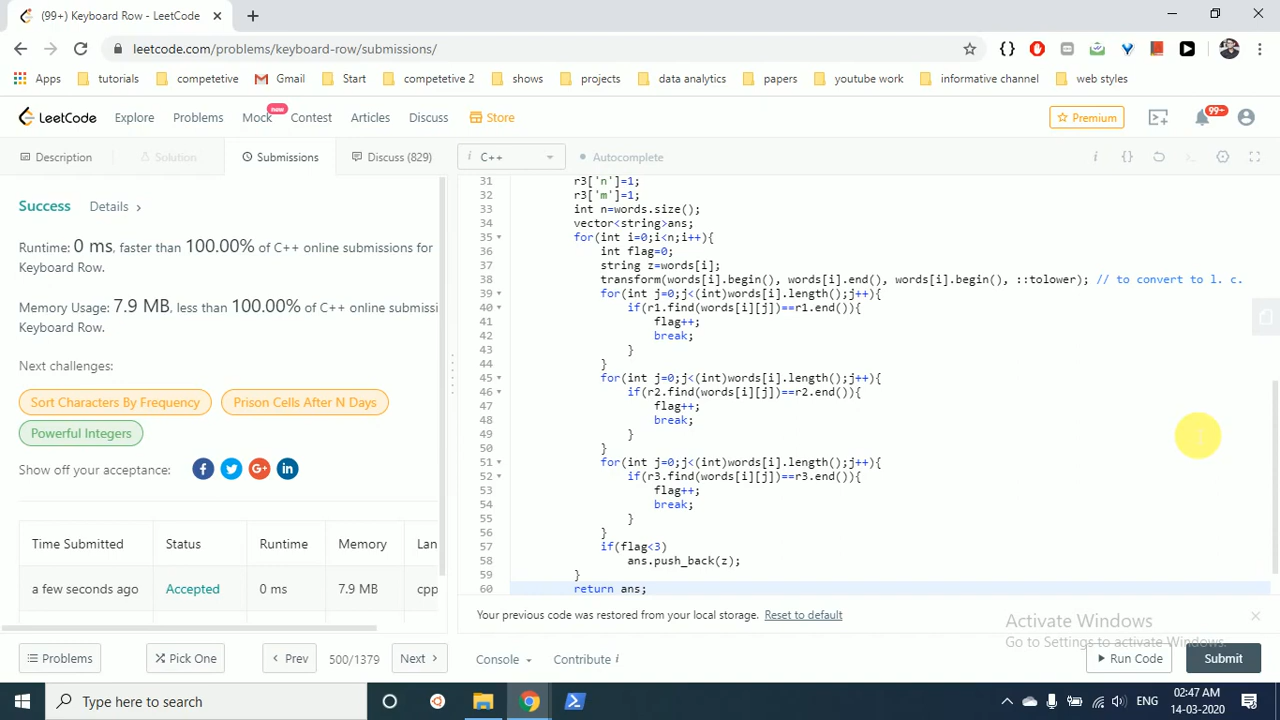 (99+) Keyboard Row - LeetCode
leetcode.com/problems/keyboard-row/submissions/
Apps tutorials competetive Gmail Start competetive 2 shows projects data analytics papers youtube work informative channel web styles
LeetCode Explore Problems Mock new Contest Articles Discuss Store Premium 99+
Description Solution Submissions Discuss (829) i C++ Autocomplete
31 r3['n']=1;
Success Details
32 r3['m']=1;
33 int n=words.size();
34 vector<string>ans;
35 for(int i=0;i<n;i++){
36 int flag=0;
37 string z=words[i];
38 transform(words[i].begin(), words[i].end(), words[i].begin(), ::tolower); // to convert to l. c.
39 for(int j=0;j<(int)words[i].length();j++){
40 if(r1.find(words[i][j])==r1.end()){
41 flag++;
42 break;
43 }
44 }
45 for(int j=0;j<(int)words[i].length();j++){
46 if(r2.find(words[i][j])==r2.end()){
47 flag++;
48 break;
49 }
50 }
51 for(int j=0;j<(int)words[i].length();j++){
52 if(r3.find(words[i][j])==r3.end()){
53 flag++;
54 break;
55 }
56 }
57 if(flag<3)
58 ans.push_back(z);
59 }
60 return ans;
Runtime: 0 ms, faster than 100.00% of C++ online submissions for
Keyboard Row.
Memory Usage: 7.9 MB, less than 100.00% of C++ online submissi
Keyboard Row.
Next challenges:
Sort Characters By Frequency Prison Cells After N Days
Powerful Integers
Show off your acceptance:
Time Submitted Status Runtime Memory Lan
a few seconds ago Accepted 0 ms 7.9 MB cpp
Your previous code was restored from your local storage. Reset to default
Activate Windows
Go to Settings to activate Windows.
Problems Pick One Prev 500/1379 Next Console Contribute i Run Code Submit
Type here to search
ENG
02:47 AM
14-03-2020